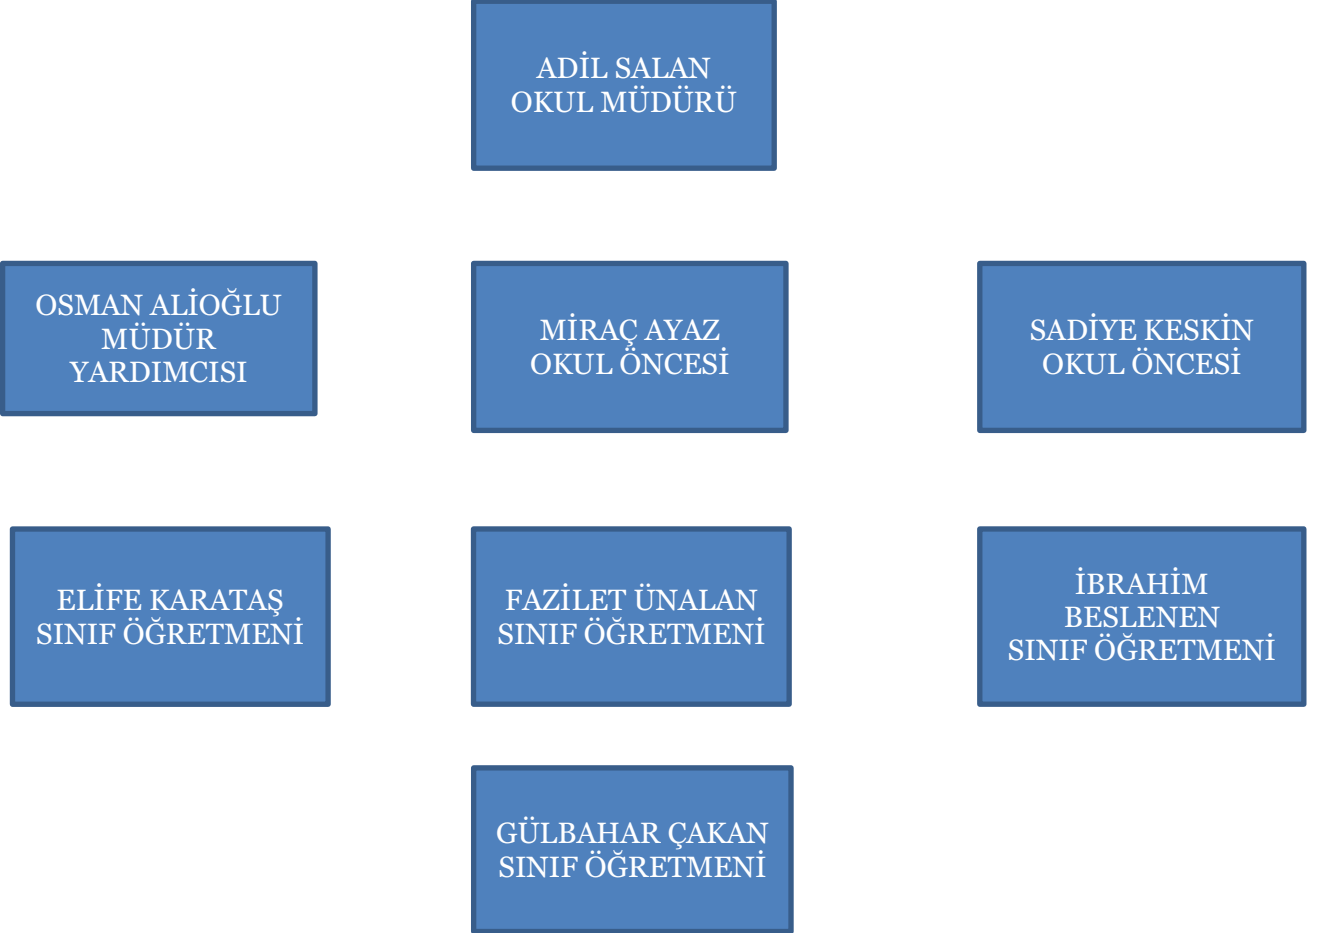 ADİL SALAN
OKUL MÜDÜRÜ
OSMAN ALİOĞLU
MÜDÜR
YARDIMCISI
MİRAÇ AYAZ
OKUL ÖNCESİ
SADİYE KESKİN
OKUL ÖNCESİ
ELİFE KARATAŞ
SINIF ÖĞRETMENİ
FAZİLET ÜNALAN
SINIF ÖĞRETMENİ
İBRAHİM
BESLENEN
SINIF ÖĞRETMENİ
GÜLBAHAR ÇAKAN
SINIF ÖĞRETMENİ